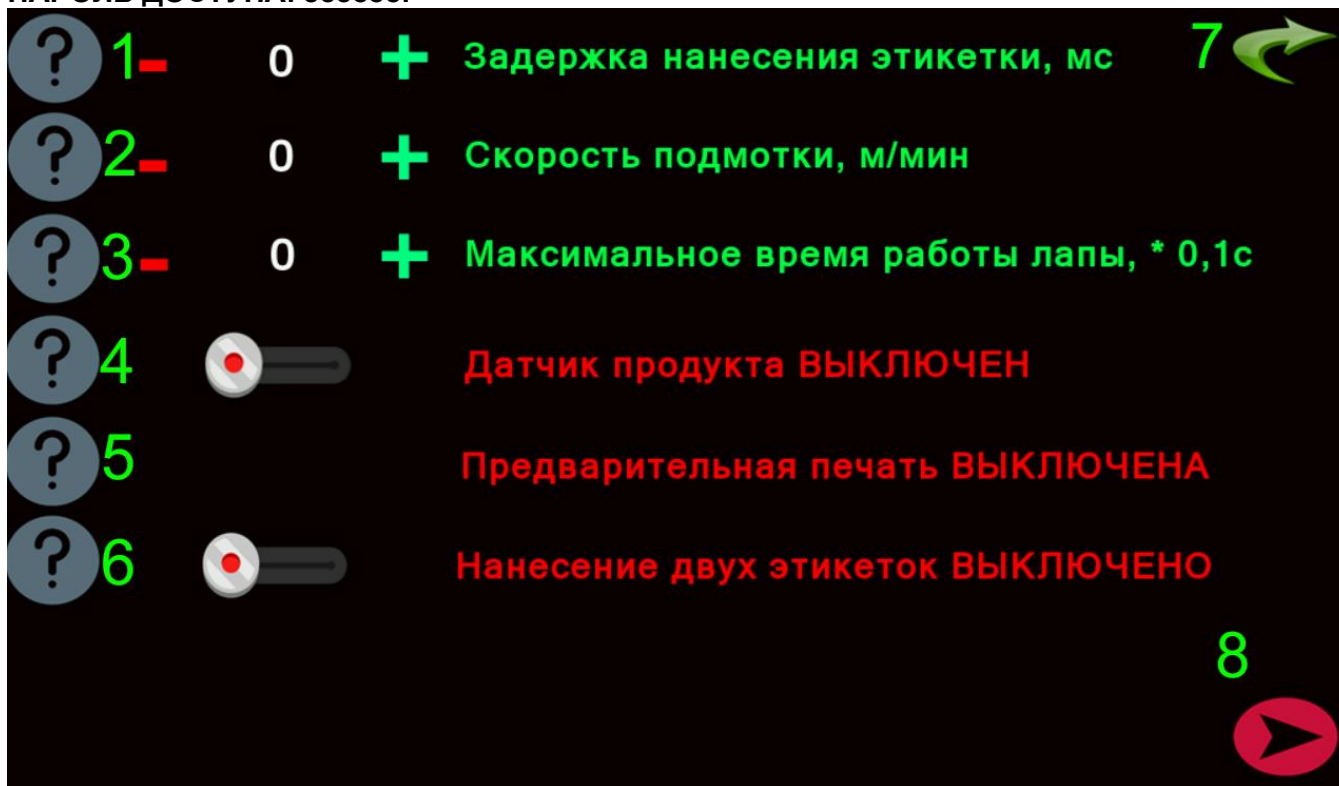 1 - 0 + Задержка нанесения этикетки, мс 7
2 - 0 + Скорость подмотки, м/мин
3 - 0 + Максимальное время работы лапы, * 0,1с
4 Датчик продукта ВЫКЛЮЧЕН
5 Предварительная печать ВЫКЛЮЧЕНА
6 Нанесение двух этикеток ВЫКЛЮЧЕНО
8